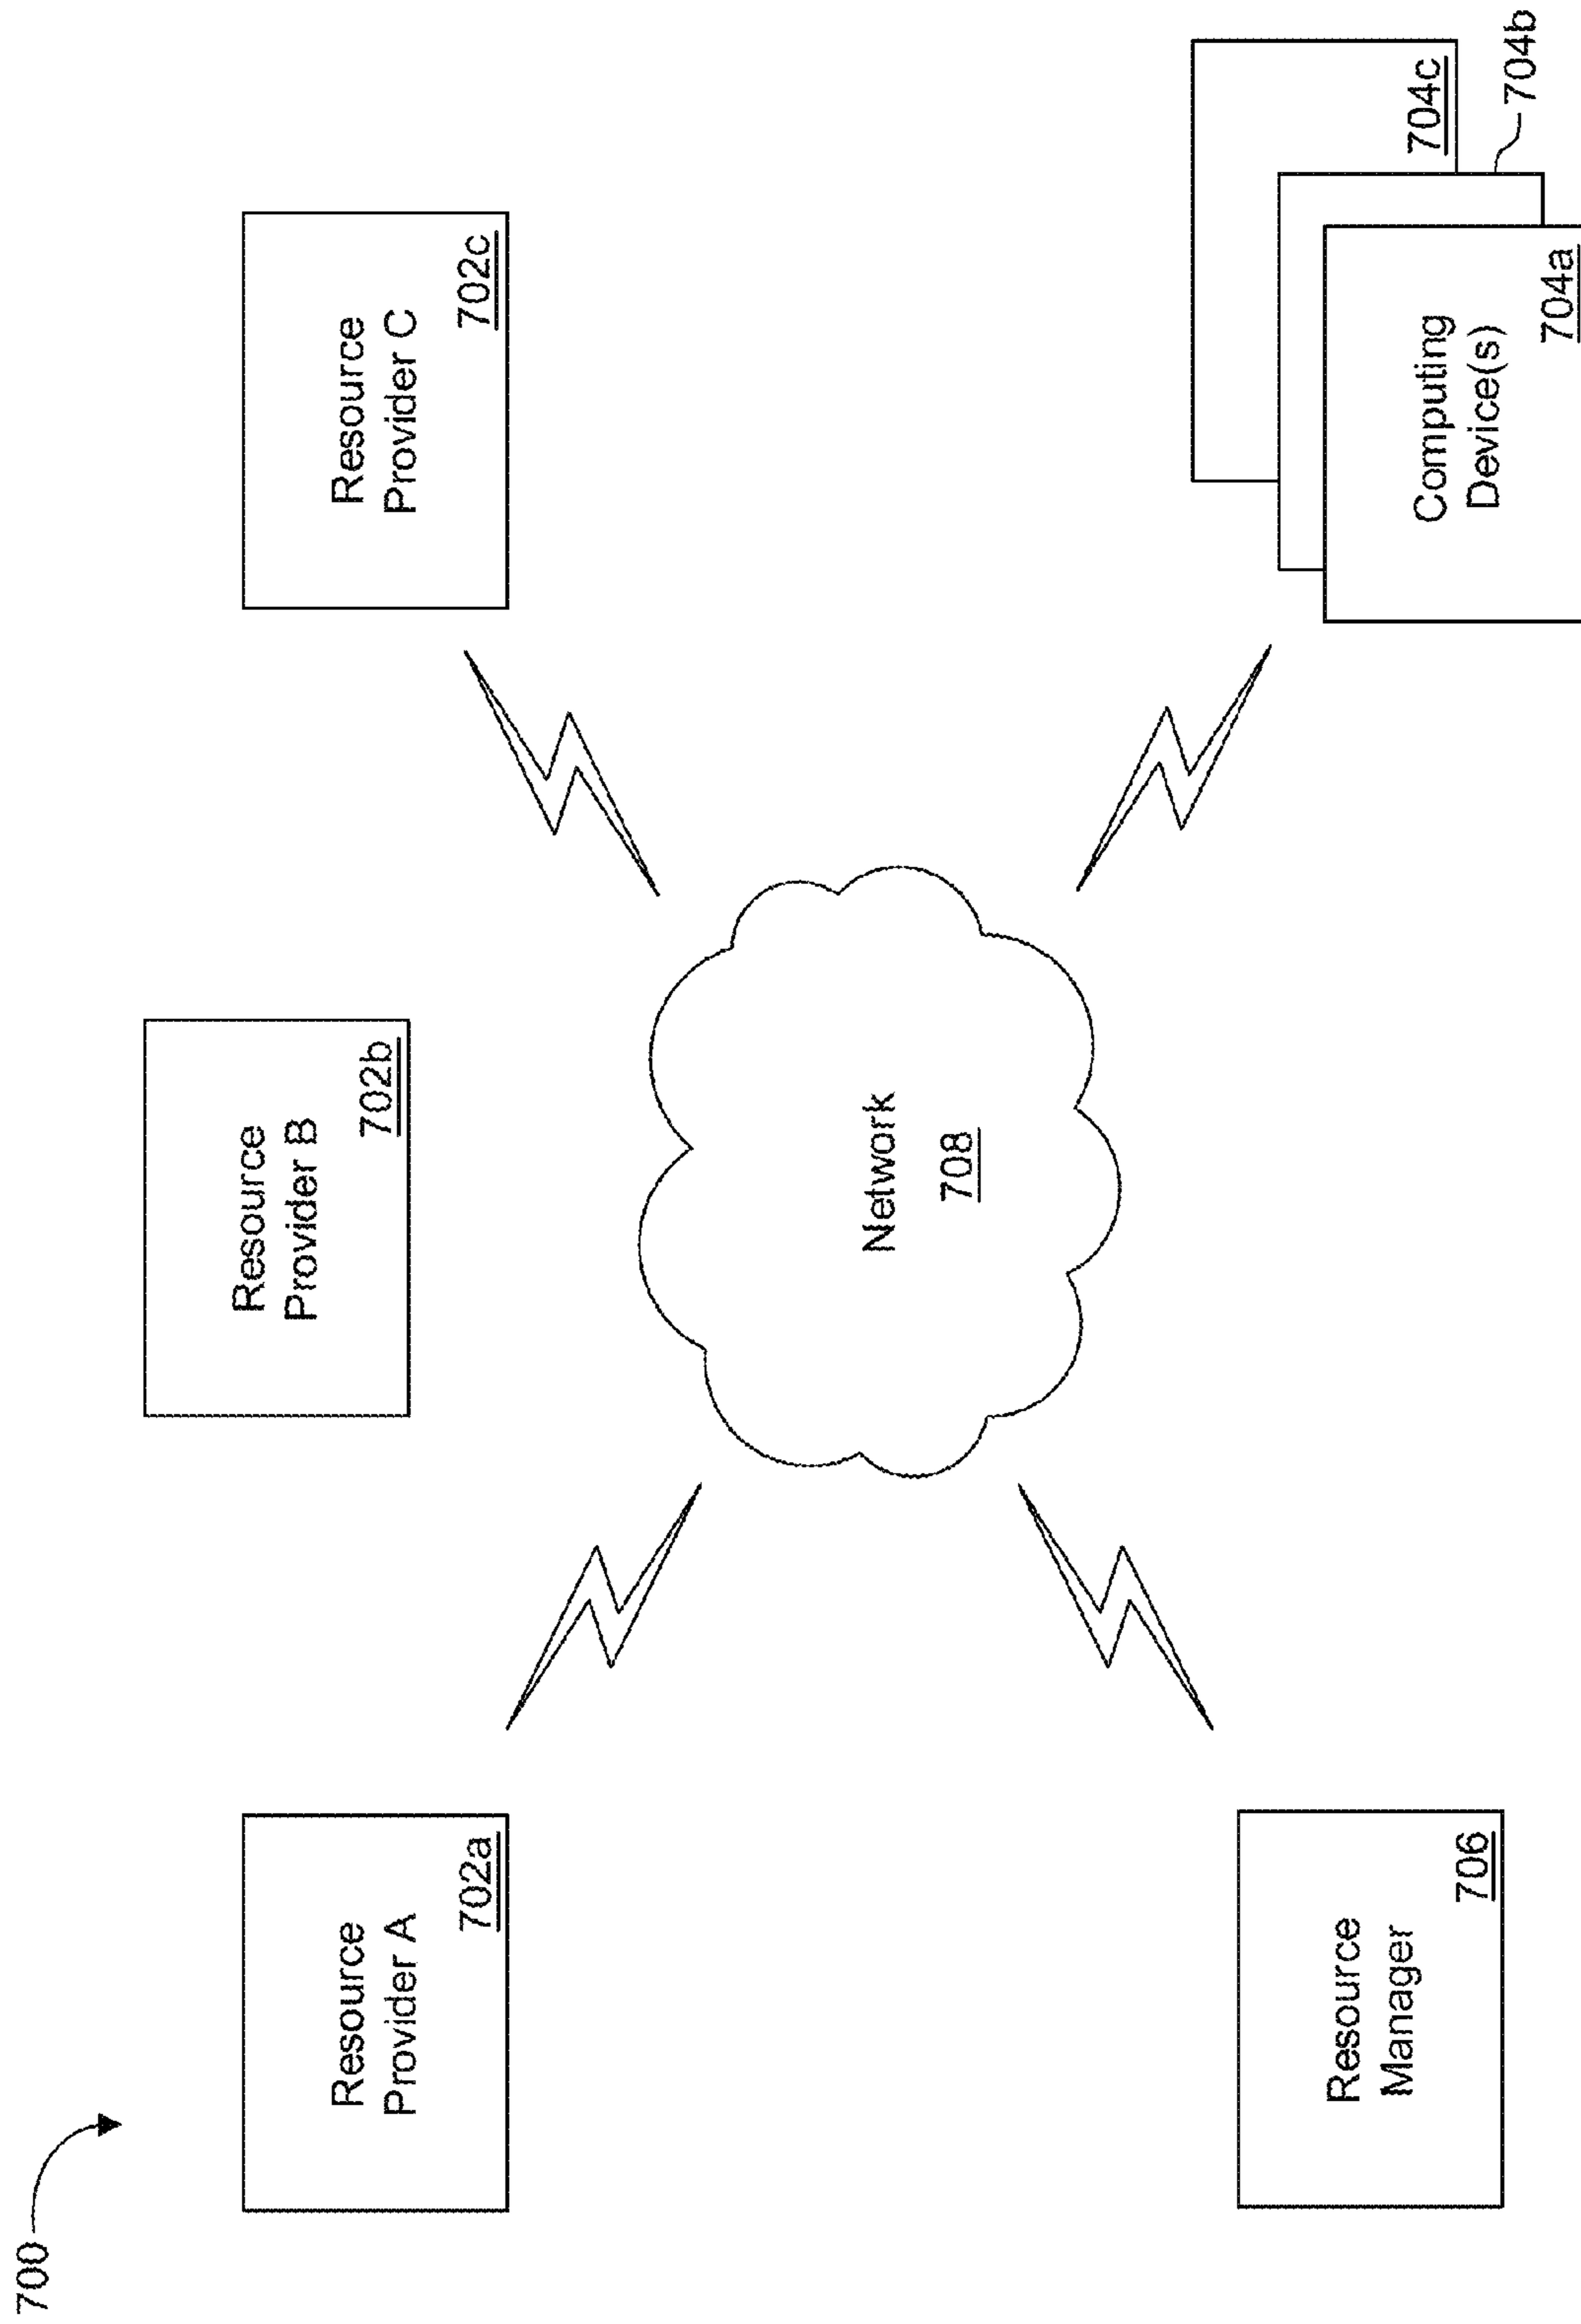 700
Resource
Provider B
702b
Resource
Provider A
702a
Resource
Provider C
702c
Network
708
Resource
Manager
706
Computing
Device(s)
704a
704b
704c